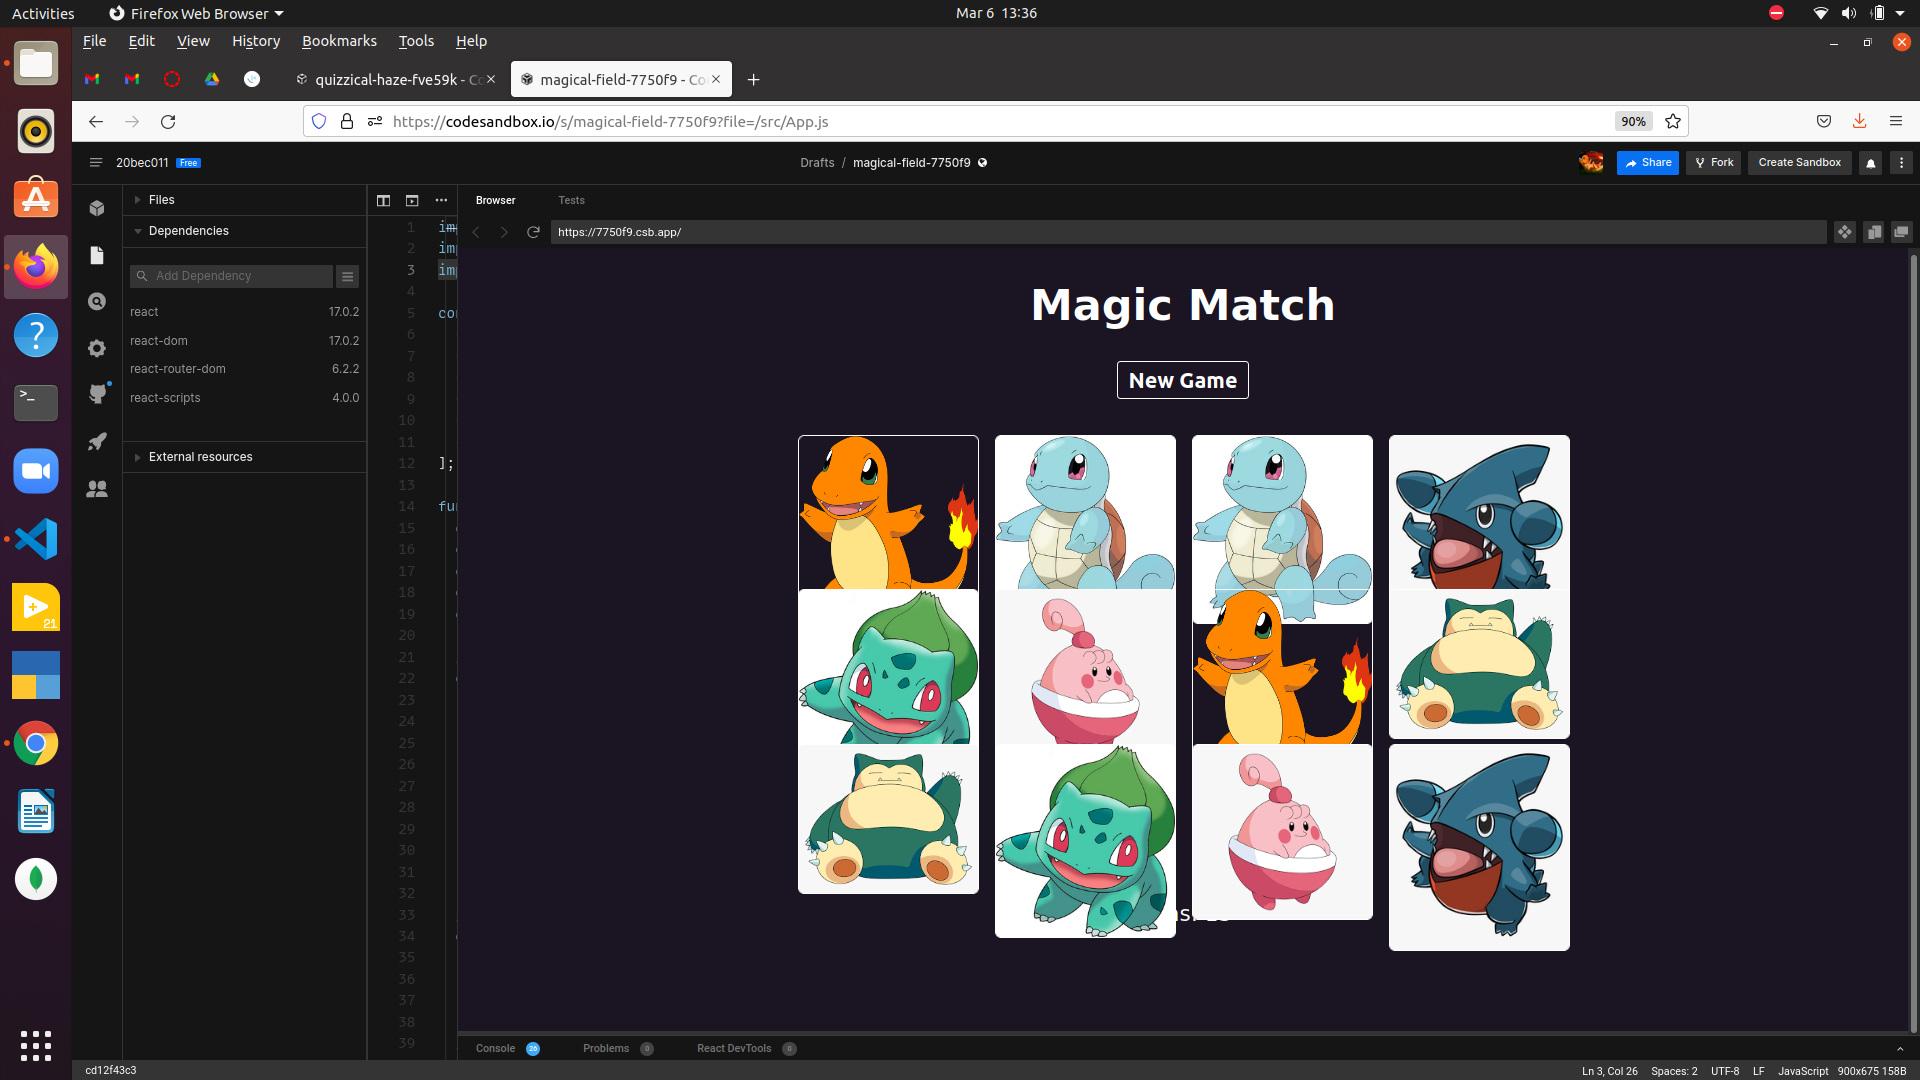 Activities
Firefox Web Browser
Mar 6 13:36
File Edit View History Bookmarks Tools Help
quizzical-haze-fve59k - Co
magical-field-7750f9 - Co
https://codesandbox.io/s/magical-field-7750f9?file=/src/App.js
90%
20bec011 Free
Drafts / magical-field-7750f9
Share
Fork
Create Sandbox
Files
Dependencies
Add Dependency
react 17.0.2
react-dom 17.0.2
react-router-dom 6.2.2
react-scripts 4.0.0
External resources
1 im
2 im
3 im
4
5 con
6
7
8
9
10
11
12 ];
13
14 fu
15
16
17
18
19
20
21
22
23
24
25
26
27
28
29
30
31
32
33
34
35
36
37
38
39
Browser
Tests
https://7750f9.csb.app/
Magic Match
New Game
21
Console 26
Problems 0
React DevTools 0
cd12f43c3
Ln 3, Col 26
Spaces: 2
UTF-8
LF
JavaScript
900x675 158B